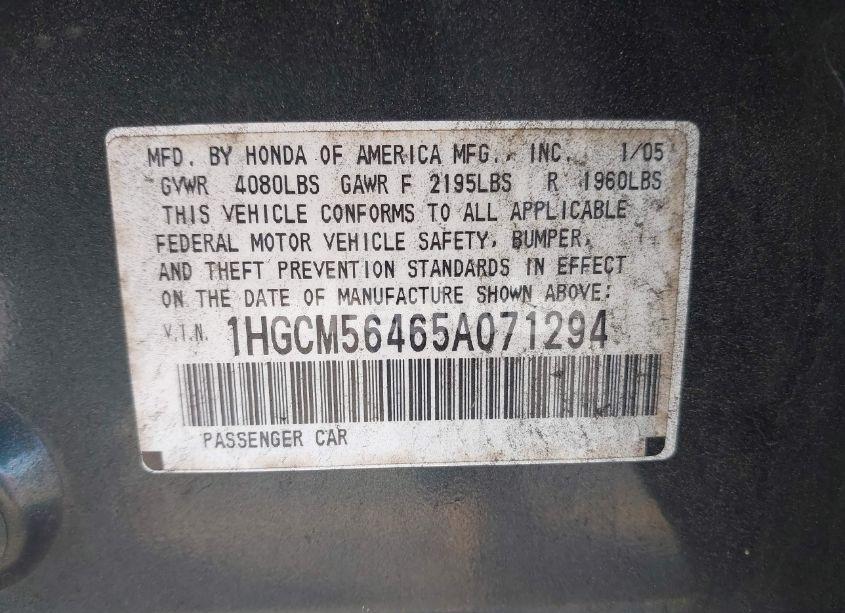 MFD. BY HONDA OF AMERICA MFG., INC. 1/05
GVWR 4080LBS GAWR F 2195LBS R 1960LBS
THIS VEHICLE CONFORMS TO ALL APPLICABLE
FEDERAL MOTOR VEHICLE SAFETY, BUMPER,
AND THEFT PREVENTION STANDARDS IN EFFECT
ON THE DATE OF MANUFACTURE SHOWN ABOVE:
V.I.N. 1HGCM56465A071294
PASSENGER CAR